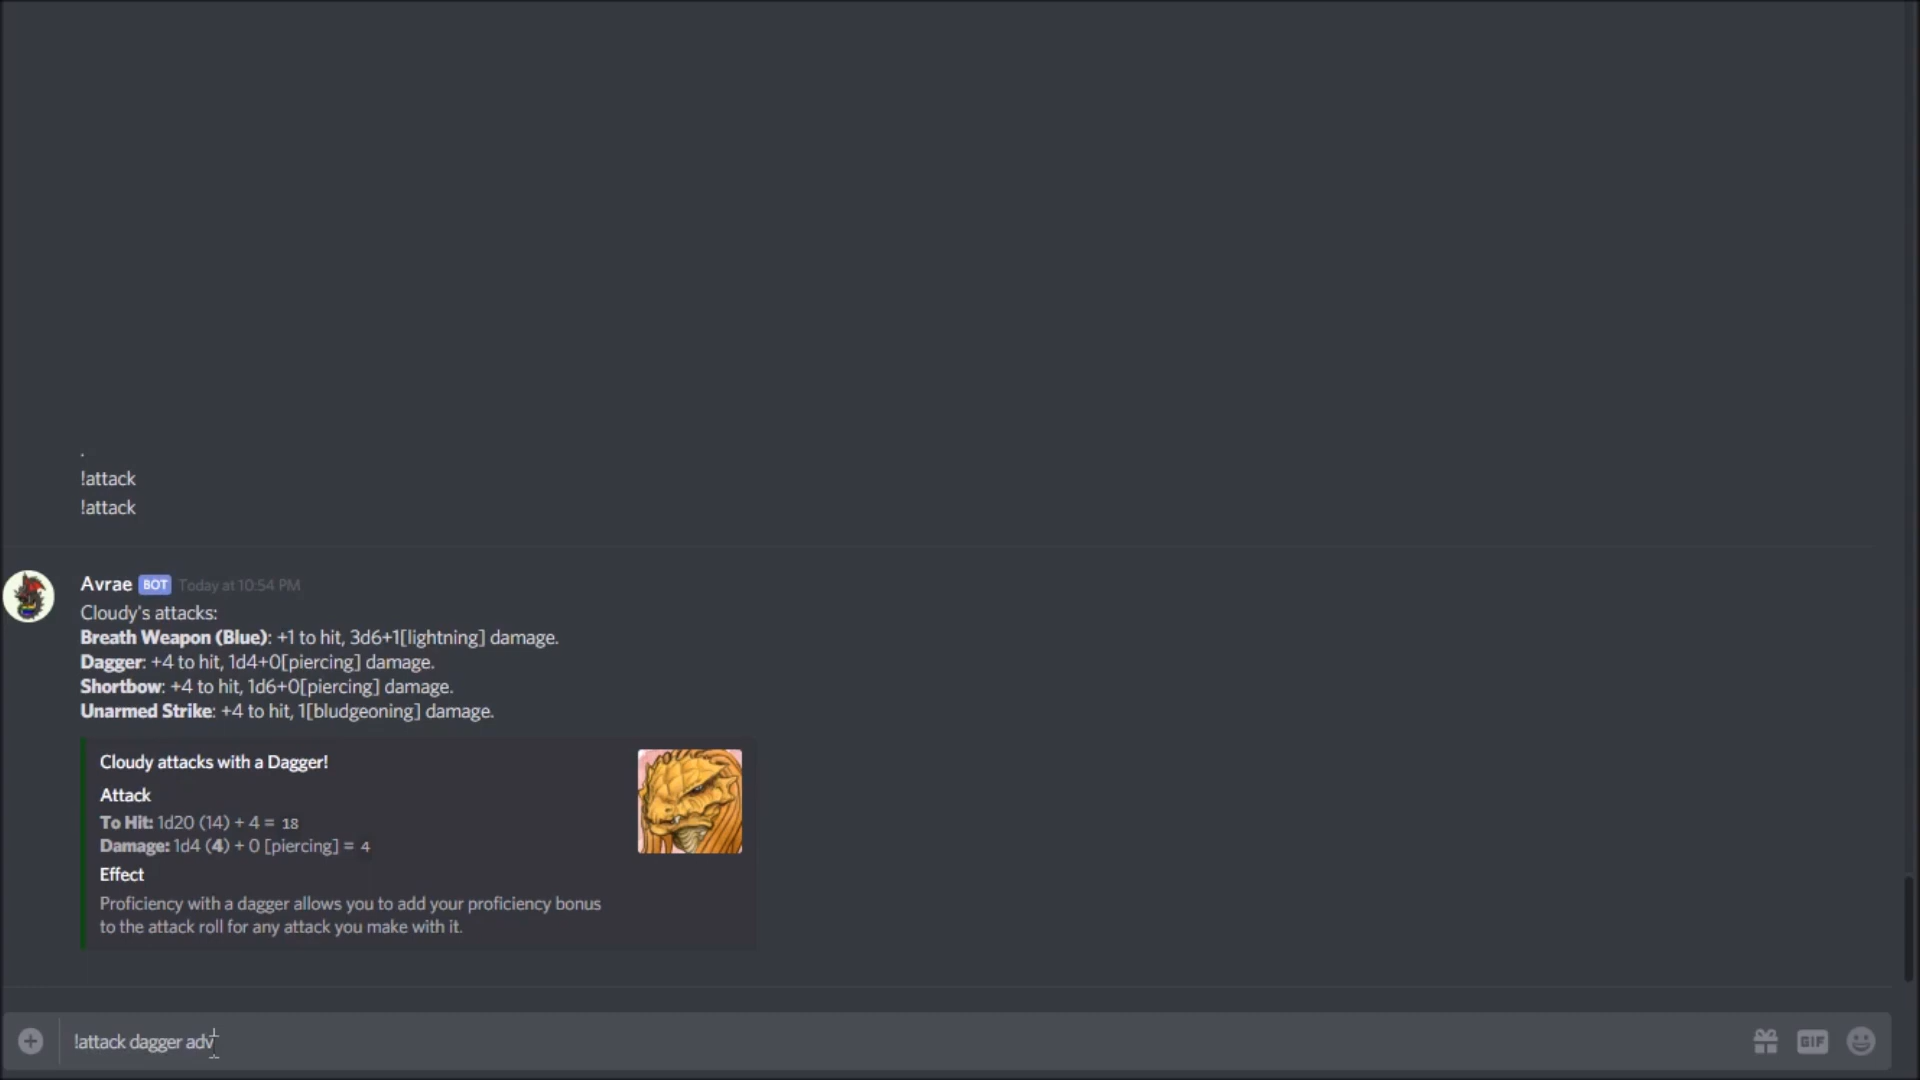 .
!attack
!attack
Avrae BOT Today at 10:54 PM
Cloudy's attacks:
Breath Weapon (Blue): +1 to hit, 3d6+1[lightning] damage.
Dagger: +4 to hit, 1d4+0[piercing] damage.
Shortbow: +4 to hit, 1d6+0[piercing] damage.
Unarmed Strike: +4 to hit, 1[bludgeoning] damage.
Cloudy attacks with a Dagger!
Attack
To Hit: 1d20 (14) + 4 = 18
Damage: 1d4 (4) + 0 [piercing] = 4
Effect
Proficiency with a dagger allows you to add your proficiency bonus
to the attack roll for any attack you make with it.
!attack dagger adv
GIF